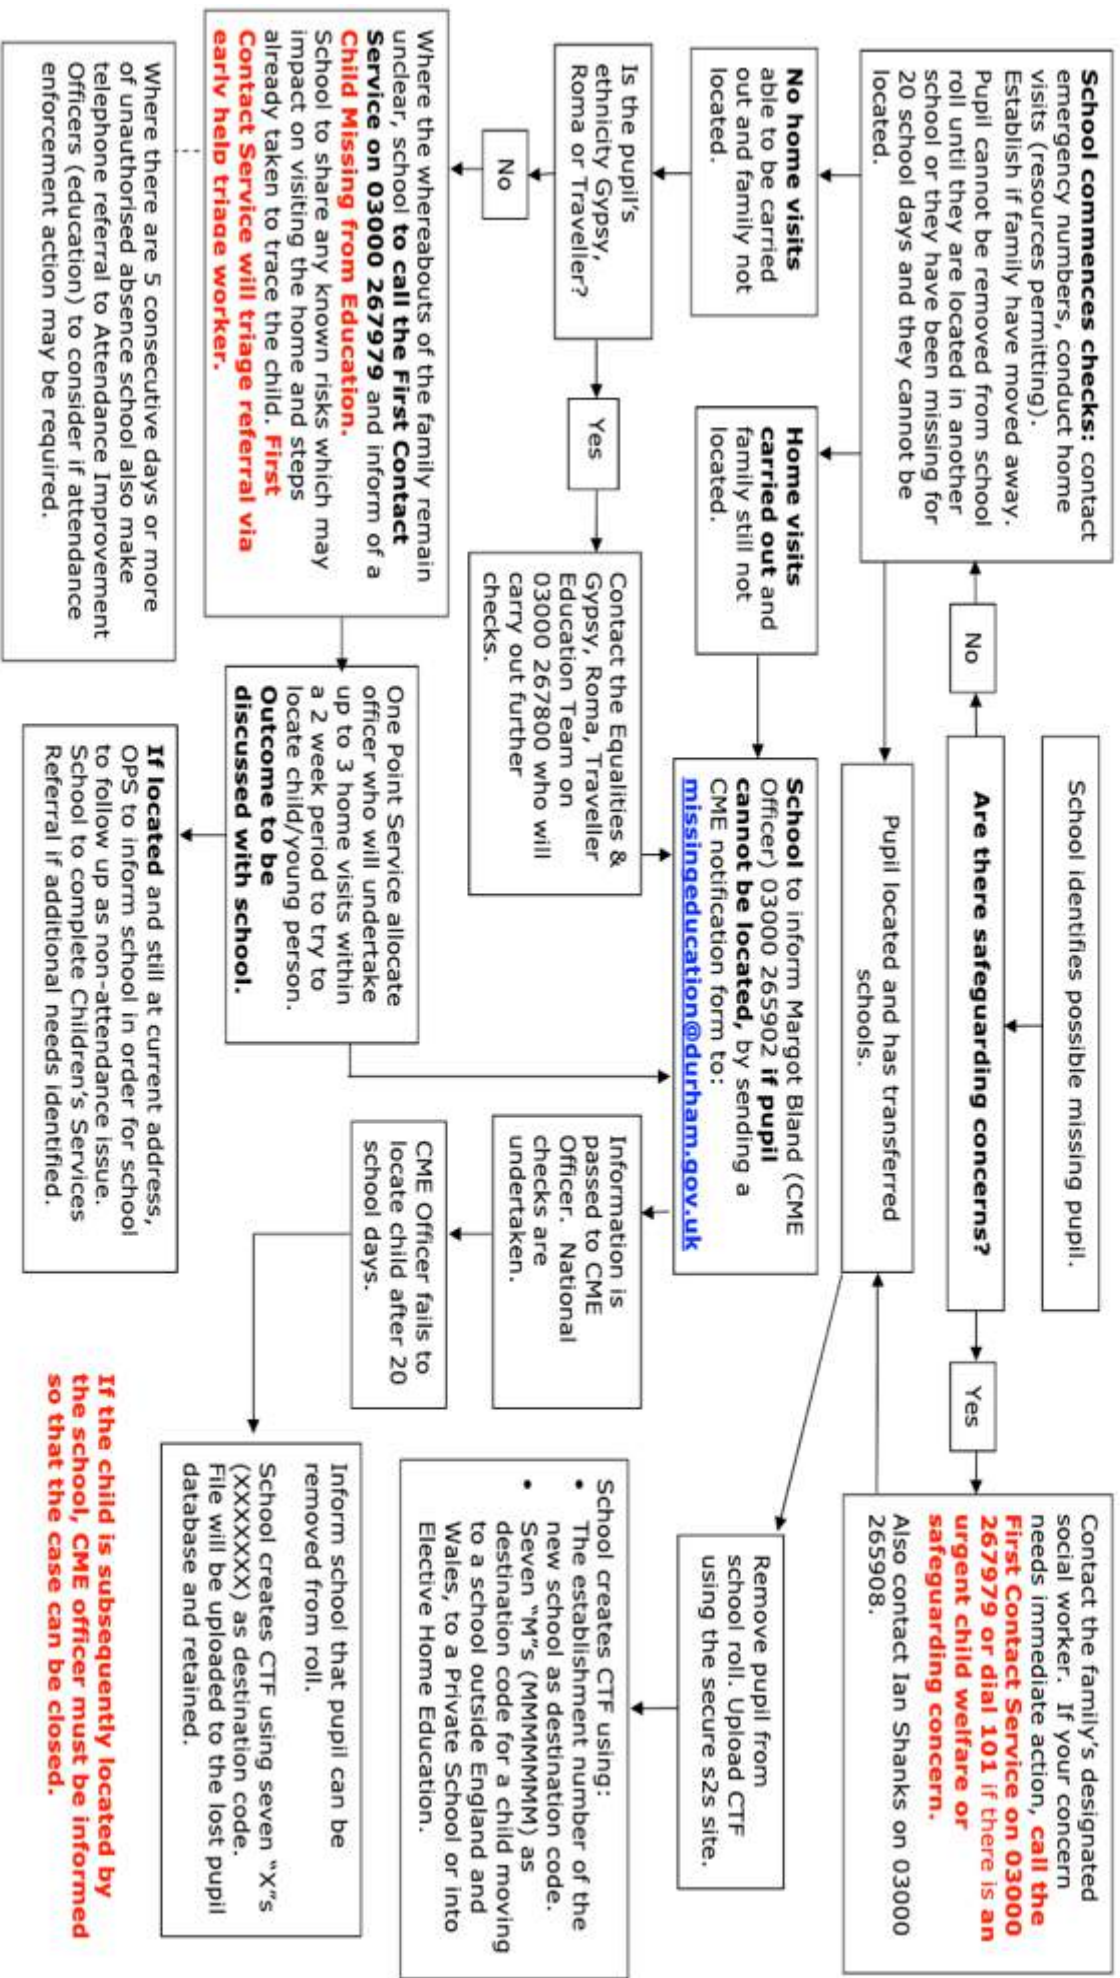 School identifies possible missing pupil.
Are there safeguarding concerns?
No
Yes
School commences checks: contact
emergency numbers, conduct home
visits (resources permitting).
Establish if family have moved away.
Pupil cannot be removed from school
roll until they are located in another
school or they have been missing for
20 school days and they cannot be
located.
Contact the family's designated
social worker. If your concern
needs immediate action, call the
First Contact Service on 03000
267979 or dial 101 if there is an
urgent child welfare or
safeguarding concern.
Also contact Ian Shanks on 03000
265908.
Pupil located and has transferred
schools.
No home visits
able to be carried
out and family not
located.
Home visits
carried out and
family still not
located.
School to inform Margot Bland (CME
Officer) 03000 265902 if pupil
cannot be located, by sending a
CME notification form to:
missingeducation@durham.gov.uk
Remove pupil from
school roll. Upload CTF
using the secure s2s site.
Is the pupil's
ethnicity Gypsy,
Roma or Traveller?
Yes
No
Contact the Equalities &
Gypsy, Roma, Traveller
Education Team on
03000 267800 who will
carry out further
checks.
Information is
passed to CME
Officer. National
checks are
undertaken.
School creates CTF using:
• The establishment number of the
new school as destination code.
• Seven "M"s (MMMMMMM) as
destination code for a child moving
to a school outside England and
Wales, to a Private School or into
Elective Home Education.
Where the whereabouts of the family remain
unclear, school to call the First Contact
Service on 03000 267979 and inform of a
Child Missing from Education.
School to share any known risks which may
impact on visiting the home and steps
already taken to trace the child. First
Contact Service will triage referral via
early help triage worker.
One Point Service allocate
officer who will undertake
up to 3 home visits within
a 2 week period to try to
locate child/young person.
Outcome to be
discussed with school.
CME Officer fails to
locate child after 20
school days.
Inform school that pupil can be
removed from roll.
School creates CTF using seven "X"s
(XXXXXXX) as destination code.
File will be uploaded to the lost pupil
database and retained.
Where there are 5 consecutive days or more
of unauthorised absence school also make
telephone referral to Attendance Improvement
Officers (education) to consider if attendance
enforcement action may be required.
If located and still at current address,
OPS to inform school in order for school
to follow up as non-attendance issue.
School to complete Children's Services
Referral if additional needs identified.
If the child is subsequently located by
the school, CME officer must be informed
so that the case can be closed.